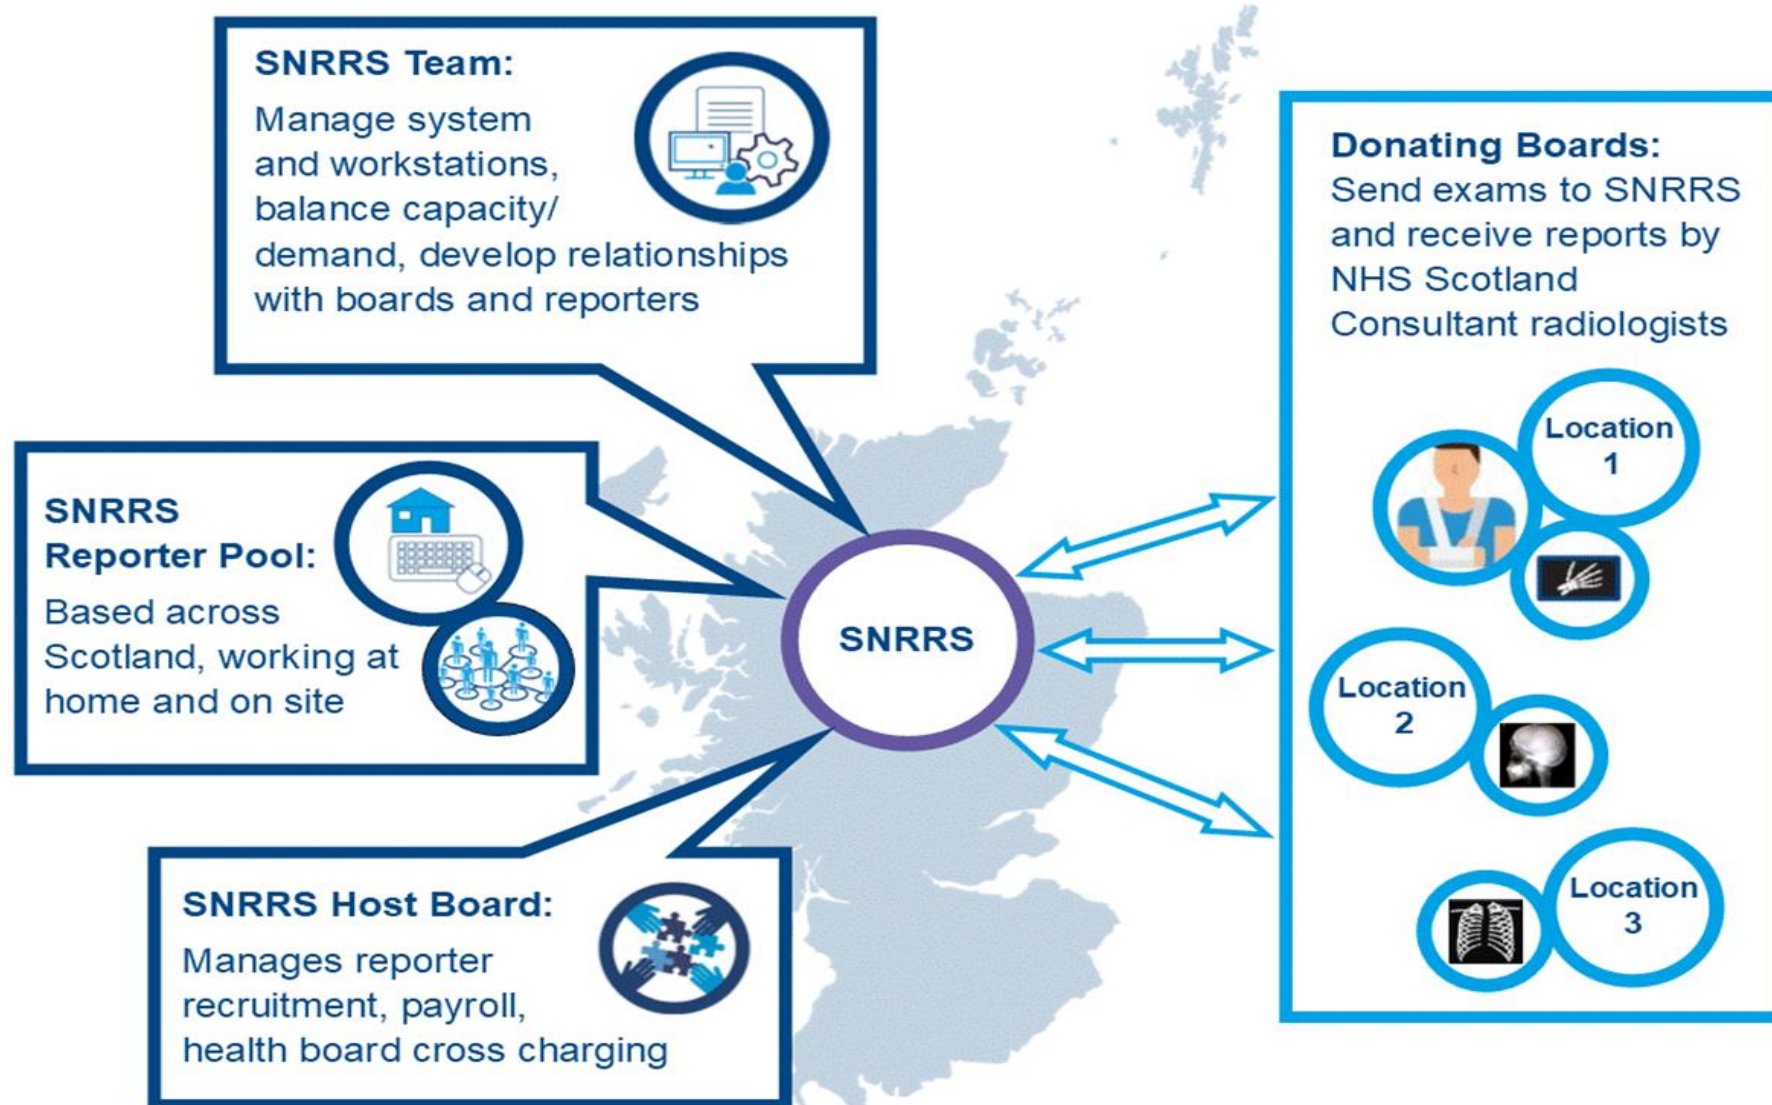 SNRRS Team:
Manage system
and workstations,
balance capacity/
demand, develop relationships
with boards and reporters
SNRRS
Reporter Pool:
Based across
Scotland, working at
home and on site
SNRRS Host Board:
Manages reporter
recruitment, payroll,
health board cross charging
SNRRS
Donating Boards:
Send exams to SNRRS
and receive reports by
NHS Scotland
Consultant radiologists
Location
1
Location
2
Location
3